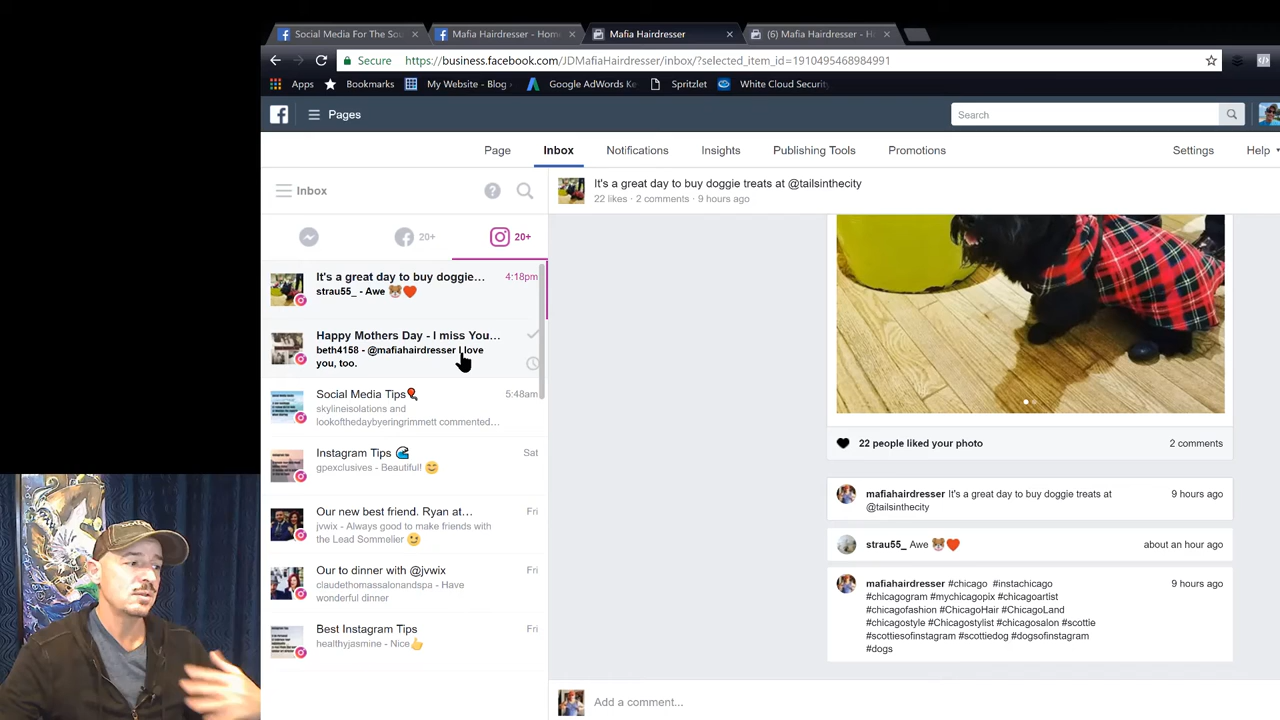 Social Media For The Sou
Mafia Hairdresser - Hom
Mafia Hairdresser
(6) Mafia Hairdresser - H
Secure
https://business.facebook.com/JDMafiaHairdresser/inbox/?selected_item_id=1910495468984991
Apps
Bookmarks
My Website - Blog
Google AdWords Ke
Spritzlet
White Cloud Security
Pages
Search
Page
Inbox
Notifications
Insights
Publishing Tools
Promotions
Settings
Help
Inbox
It's a great day to buy doggie treats at @tailsinthecity
22 likes · 2 comments · 9 hours ago
20+
20+
It's a great day to buy doggie…
4:18pm
strau55_ - Awe 🐶❤️
Happy Mothers Day - I miss You…
beth4158 - @mafiahairdresser I love
you, too.
Social Media Tips
5:48am
skylineisolations and
lookofthedaybyeringrimmett commented…
Instagram Tips 🌊
Sat
gpexclusives - Beautiful! 😊
Our new best friend. Ryan at…
Fri
jvwix - Always good to make friends with
the Lead Sommelier 😉
Our to dinner with @jvwix
Fri
claudethomassalonandspa - Have
wonderful dinner
Best Instagram Tips
Fri
healthyjasmine - Nice👍
22 people liked your photo
2 comments
mafiahairdresser It's a great day to buy doggie treats at
@tailsinthecity
9 hours ago
strau55_ Awe 🐶❤️
about an hour ago
mafiahairdresser #chicago #instachicago
9 hours ago
#chicagogram #mychicagopix #chicagoartist
#chicagofashion #ChicagoHair #ChicagoLand
#chicagostyle #Chicagostylist #chicagosalon #scottie
#scottiesofinstagram #scottiedog #dogsofinstagram
#dogs
Add a comment...